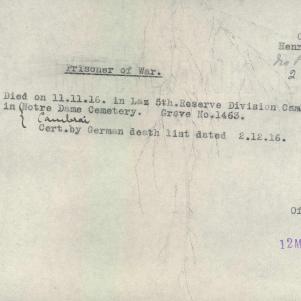 Henr
2
Prisoner of War.
Died on 11.11.16. in Laz 5th.Reserve Division Cam
in Notre Dame Cemetery. Grave No.1463.
Cambrai
Cert.by German death list dated 2.12.16.
Of
12M